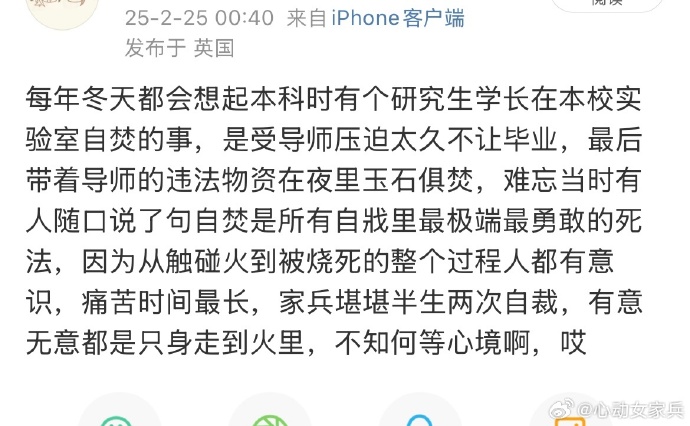 25-2-25 00:40 来自 iPhone客户端
发布于 英国
每年冬天都会想起本科时有个研究生学长在本校实
验室自焚的事，是受导师压迫太久不让毕业，最后
带着导师的违法物资在夜里玉石俱焚，难忘当时有
人随口说了句自焚是所有自戕里最极端最勇敢的死
法，因为从触碰火到被烧死的整个过程人都有意
识，痛苦时间最长，家兵堪堪半生两次自裁，有意
无意都是只身走到火里，不知何等心境啊，哎
@心动女家兵